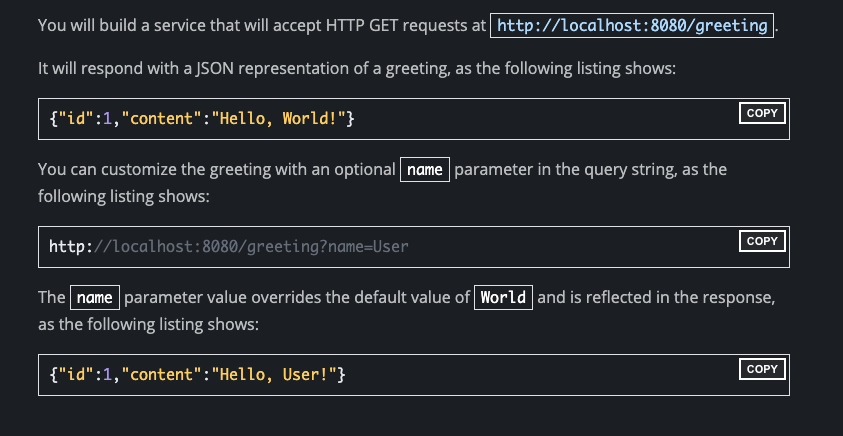 You will build a service that will accept HTTP GET requests at http://localhost:8080/greeting.
It will respond with a JSON representation of a greeting, as the following listing shows:
COPY
{"id":1,"content":"Hello, World!"}
You can customize the greeting with an optional name parameter in the query string, as the
following listing shows:
COPY
http://localhost:8080/greeting?name=User
The name parameter value overrides the default value of World and is reflected in the response,
as the following listing shows:
COPY
{"id":1,"content":"Hello, User!"}